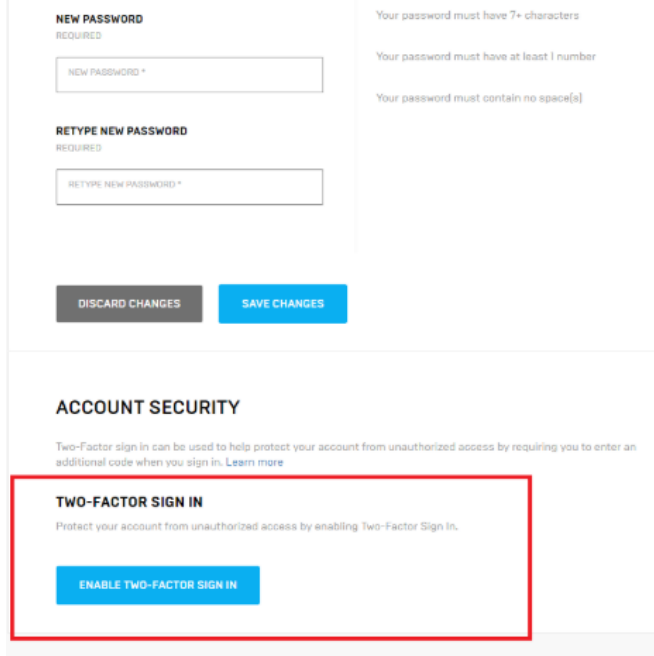 NEW PASSWORD
REQUIRED
NEW PASSWORD *
RETYPE NEW PASSWORD
REQUIRED
RETYPE NEW PASSWORD *
Your password must have 7+ characters
Your password must have at least 1 number
Your password must contain no space(s)
DISCARD CHANGES
SAVE CHANGES
ACCOUNT SECURITY
Two-Factor sign in can be used to help protect your account from unauthorized access by requiring you to enter an
additional code when you sign in. Learn more
TWO-FACTOR SIGN IN
Protect your account from unauthorized access by enabling Two-Factor Sign In.
ENABLE TWO-FACTOR SIGN IN